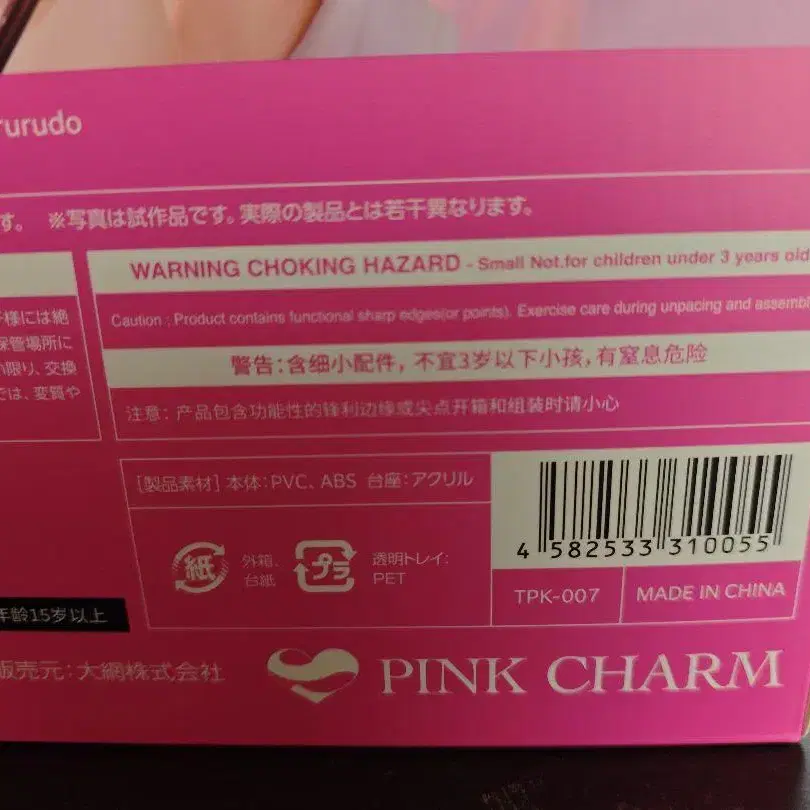 rurudo
す。 ※写真は試作品です。実際の製品とは若干異なります。
WARNING CHOKING HAZARD - Small Not.for children under 3 years old
Caution : Product contains functional sharp edges(or points). Exercise care during unpacing and assembl
警告：含细小配件，不宜3岁以下小孩，有窒息危险
注意：产品包含功能性的锋利边缘或尖点开箱和组装时请小心
子様には絶
保管場所に
い限り、交換
では、変質や
[製品素材] 本体：PVC、ABS 台座：アクリル
紙 外箱、
台紙
プラ 透明トレイ：
PET
4 582533 310055
TPK-007
MADE IN CHINA
年齢15岁以上
販売元：大網株式会社
PINK CHARM